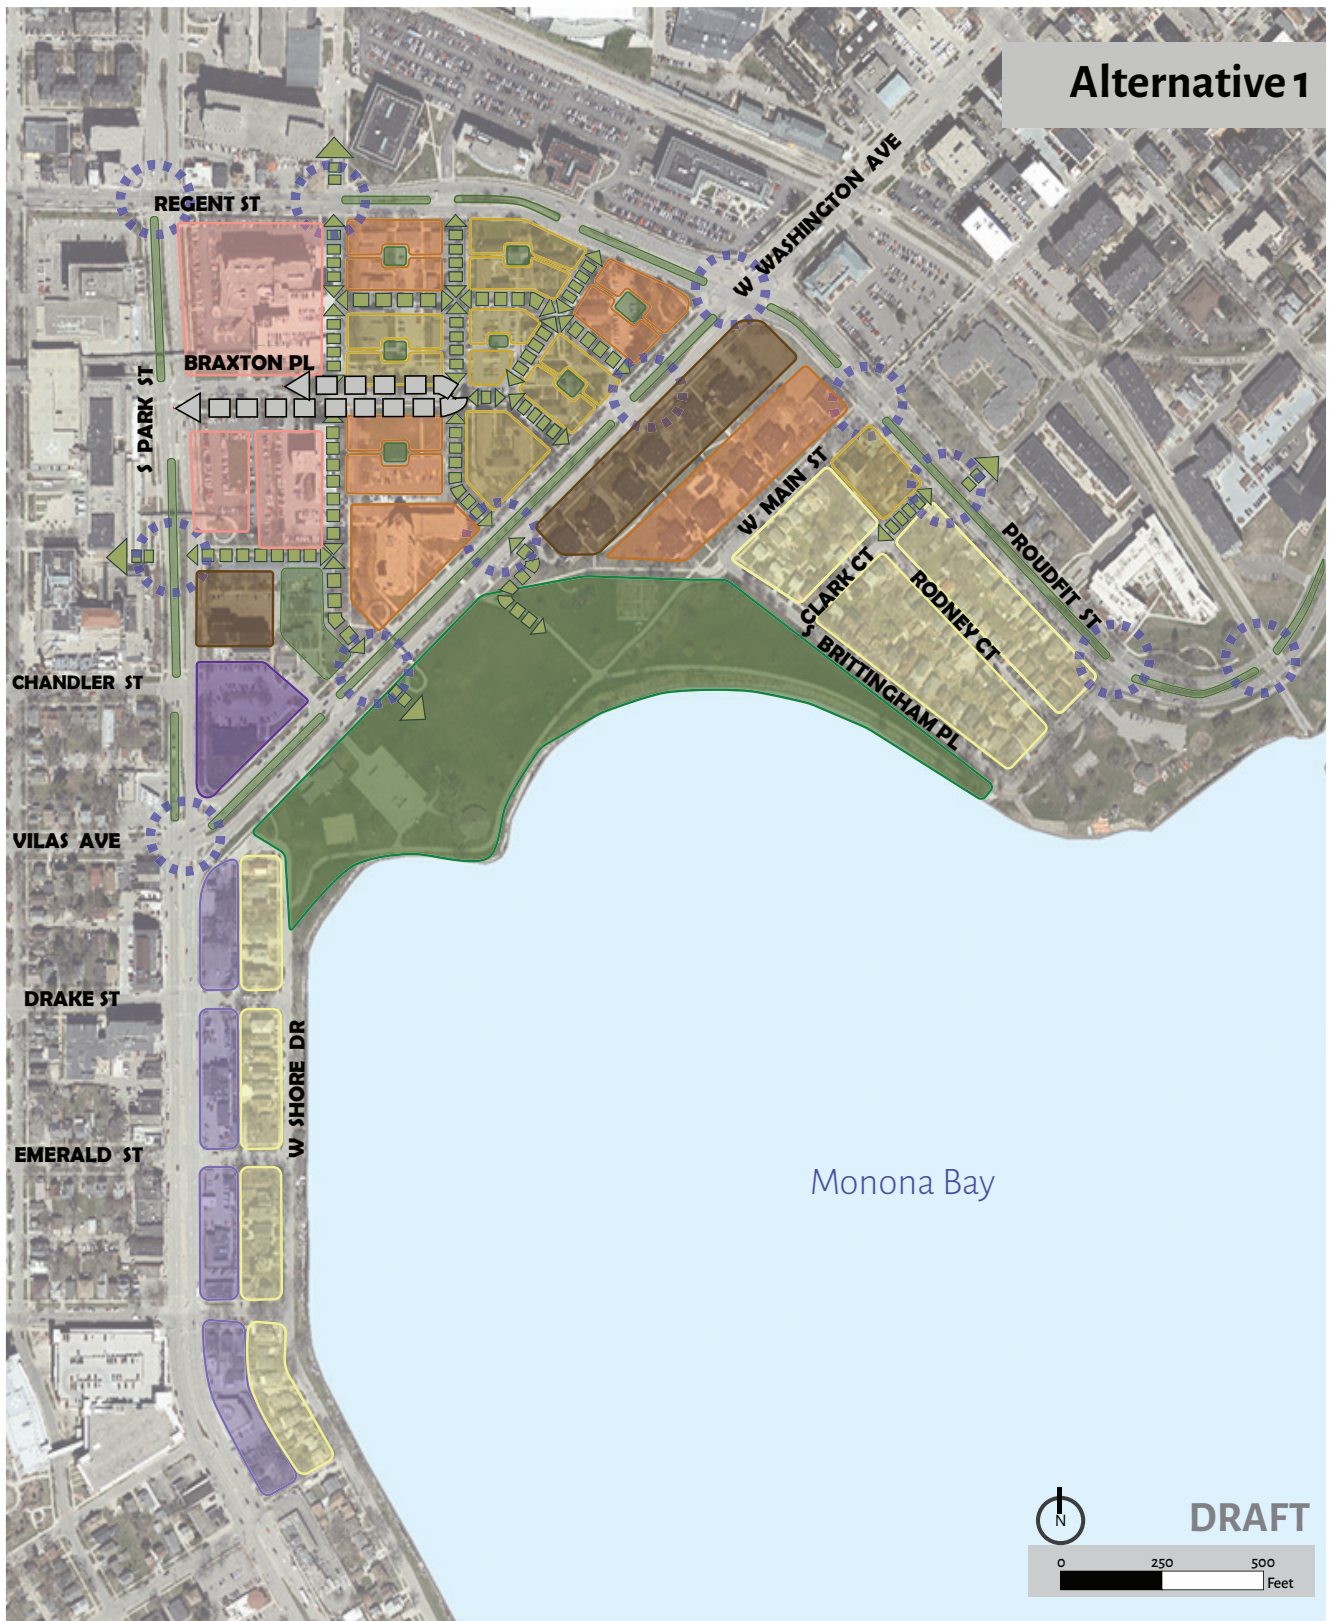 Alternative 1
W WASHINGTON AVE
REGENT ST
BRAXTON PL
S PARK ST
W MAIN ST
PROUDFIT ST
CLARK CT
RODNEY CT
S BRITTINGHAM PL
CHANDLER ST
VILAS AVE
DRAKE ST
W SHORE DR
EMERALD ST
Monona Bay
N
DRAFT
0 250 500
Feet